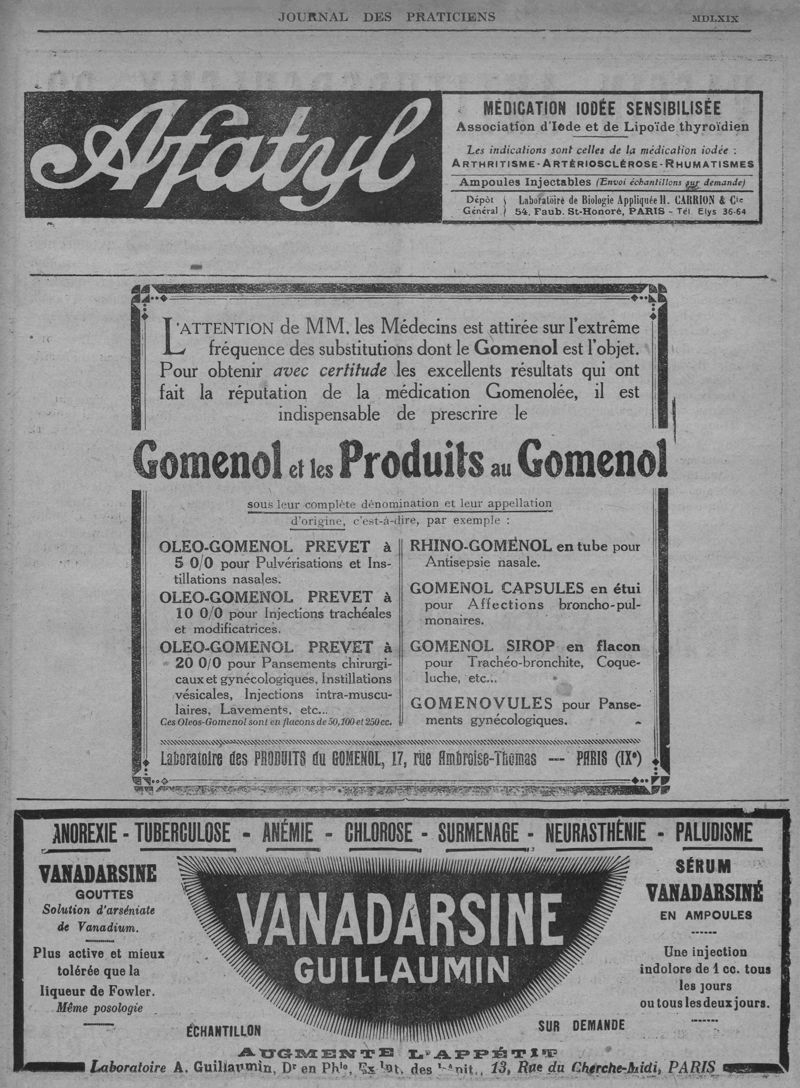 JOURNAL DES PRATICIENS
MDLXIX
Afatyl
MÉDICATION IODÉE SENSIBILISÉE
Association d'Iode et de Lipoïde thyroïdien
Les indications sont celles de la médication iodée :
ARTHRITISME-ARTÉRIOSCLÉROSE-RHUMATISMES
Ampoules Injectables (Envoi échantillons sur demande)
Dépôt Général
Laboratoire de Biologie Appliquée H. CARRION & Cie
54, Faub. St-Honoré, PARIS - Tél. Elys 36-64
L'ATTENTION de MM. les Médecins est attirée sur l'extrême
fréquence des substitutions dont le Gomenol est l'objet.
Pour obtenir avec certitude les excellents résultats qui ont
fait la réputation de la médication Gomenolée, il est
indispensable de prescrire le
Gomenol et les Produits au Gomenol
sous leur complète dénomination et leur appellation
d'origine, c'est-à-dire, par exemple :
OLEO-GOMENOL PREVET à
5 0/0 pour Pulvérisations et Ins-
tillations nasales.
OLEO-GOMENOL PREVET à
10 0/0 pour Injections trachéales
et modificatrices.
OLEO-GOMENOL PREVET à
20 0/0 pour Pansements chirurgi-
caux et gynécologiques, Instillations
vésicales, Injections intra-muscu-
laires, Lavements, etc...
Ces Oleos-Gomenol sont en flacons de 50, 100 et 250 cc.
RHINO-GOMÉNOL en tube pour
Antisepsie nasale.
GOMENOL CAPSULES en étui
pour Affections broncho-pul-
monaires.
GOMENOL SIROP en flacon
pour Trachéo-bronchite, Coque-
luche, etc...
GOMENOVULES pour Panse-
ments gynécologiques.
Laboratoire des PRODUITS du GOMENOL, 17, rue Ambroise-Thomas — PARIS (IXe)
ANOREXIE - TUBERCULOSE - ANÉMIE - CHLOROSE - SURMENAGE - NEURASTHÉNIE - PALUDISME
VANADARSINE
GOUTTES
Solution d'arséniate
de Vanadium.
Plus active et mieux
tolérée que la
liqueur de Fowler.
Même posologie
VANADARSINE
GUILLAUMIN
SÉRUM
VANADARSINÉ
EN AMPOULES
Une injection
indolore de 1 cc. tous
les jours
ou tous les deux jours.
ÉCHANTILLON
SUR DEMANDE
AUGMENTE L'APPÉTIT
Laboratoire A. Guillaumin, Dr en Phie, Ex Int. des 13, Rue du Cherche-Midi, PARIS